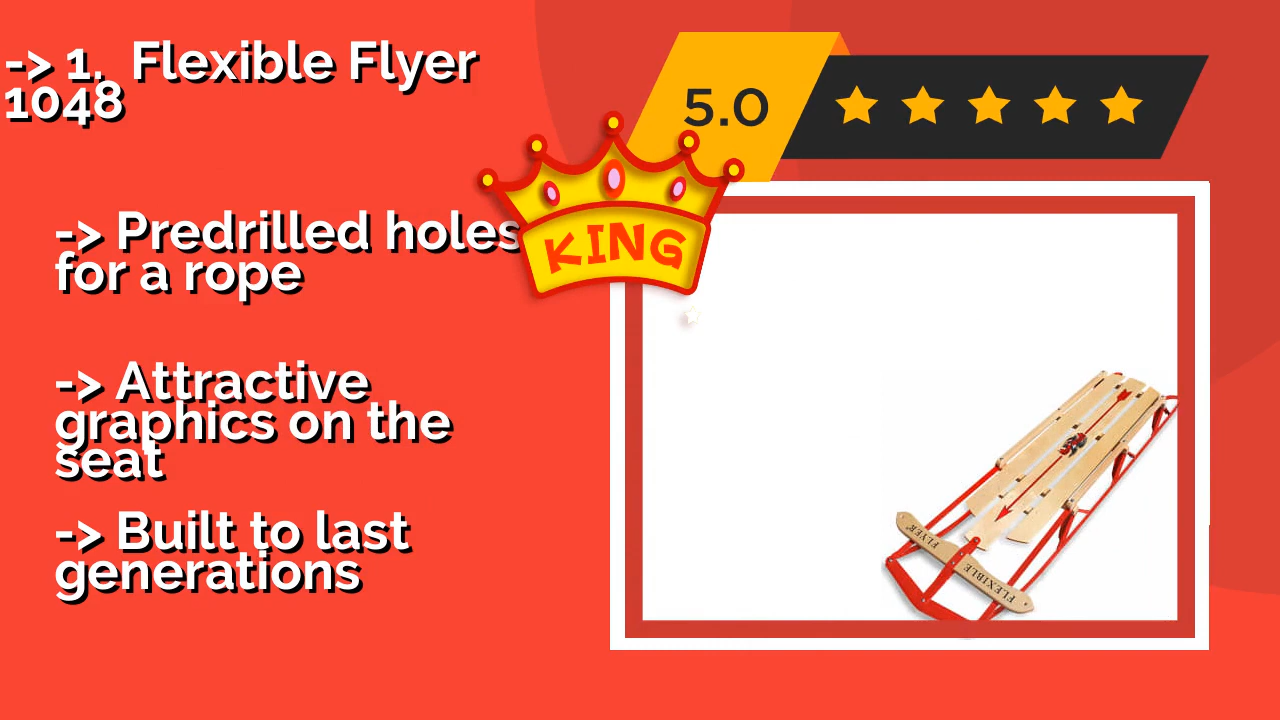 -> 1.  Flexible Flyer
1048
5.0
KING
-> Predrilled holes
for a rope
-> Attractive
graphics on the
seat
-> Built to last
generations
FLYER
FLEXIBLE